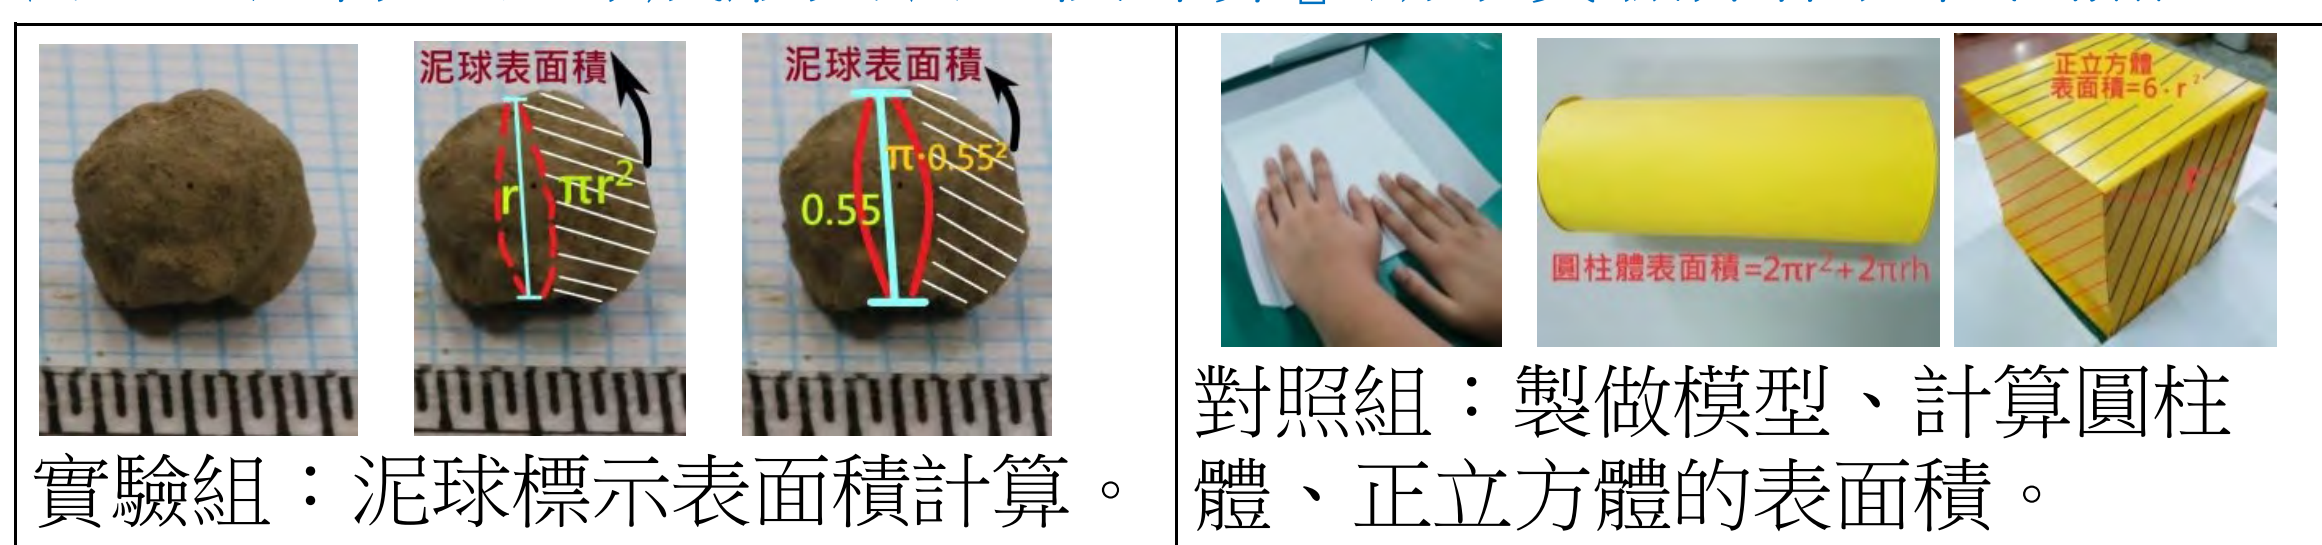 泥球表面積
r
πr²
泥球表面積
0.55
π·0.55²
實驗組：泥球標示表面積計算。
圓柱體表面積=2πr²+2πrh
正立方體
表面積=6·r²
r
對照組：製做模型、計算圓柱
體、正立方體的表面積。